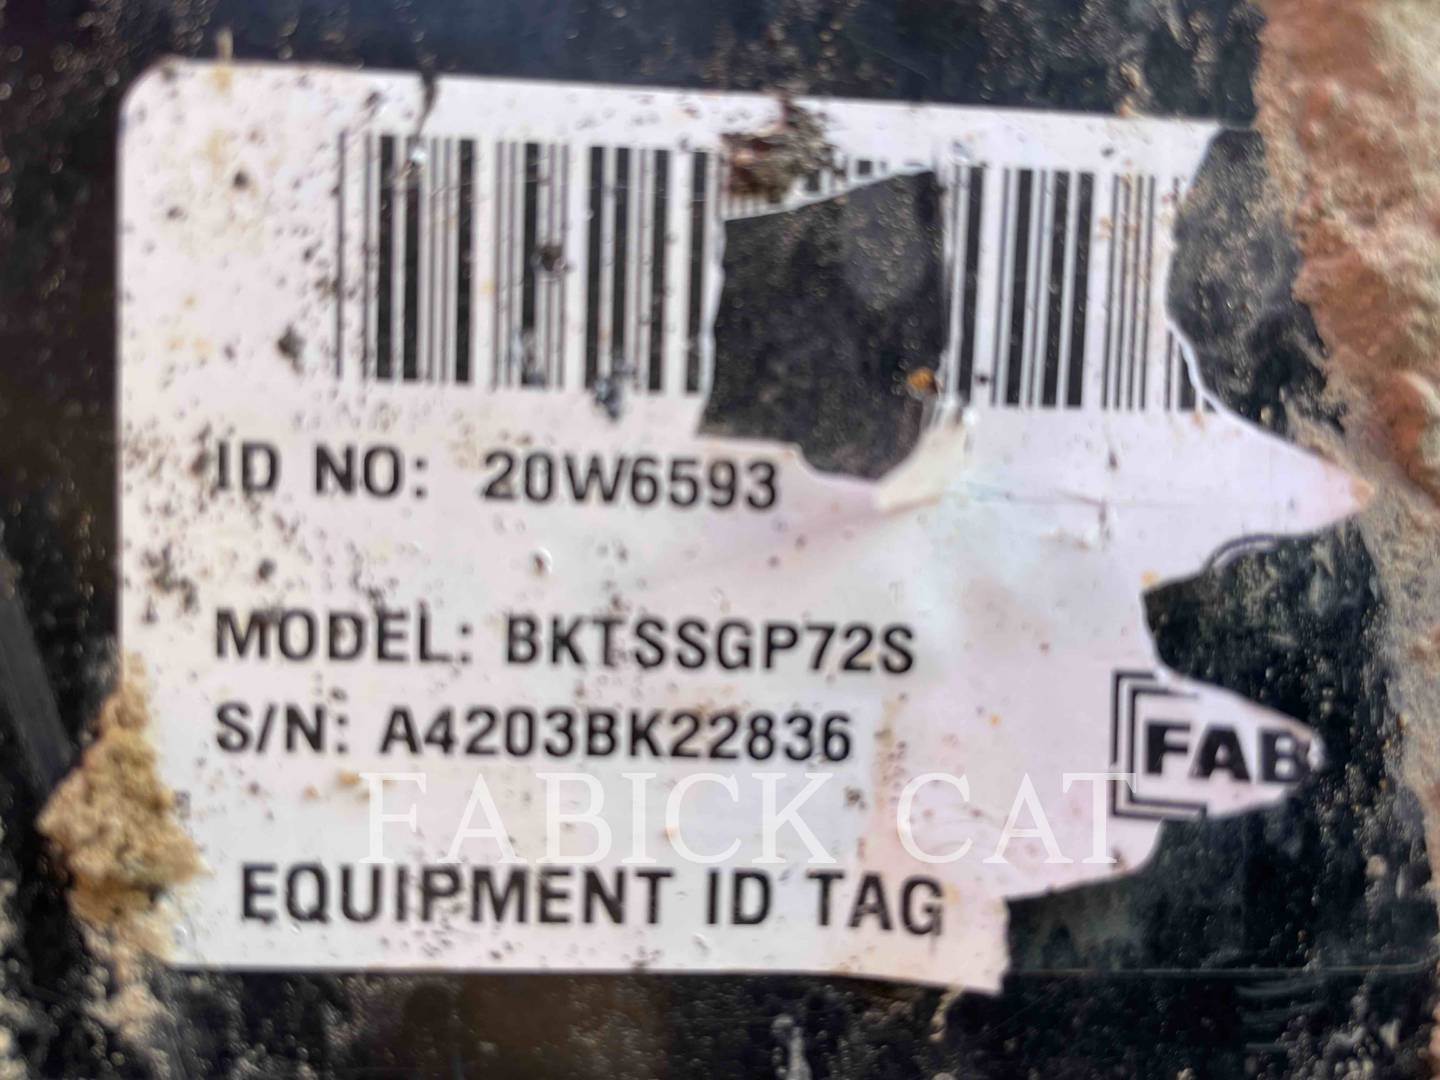 ID NO: 20W6593
MODEL: BKTSSGP72S
S/N: A4203BK22836
FAB
FABICK CAT
EQUIPMENT ID TAG